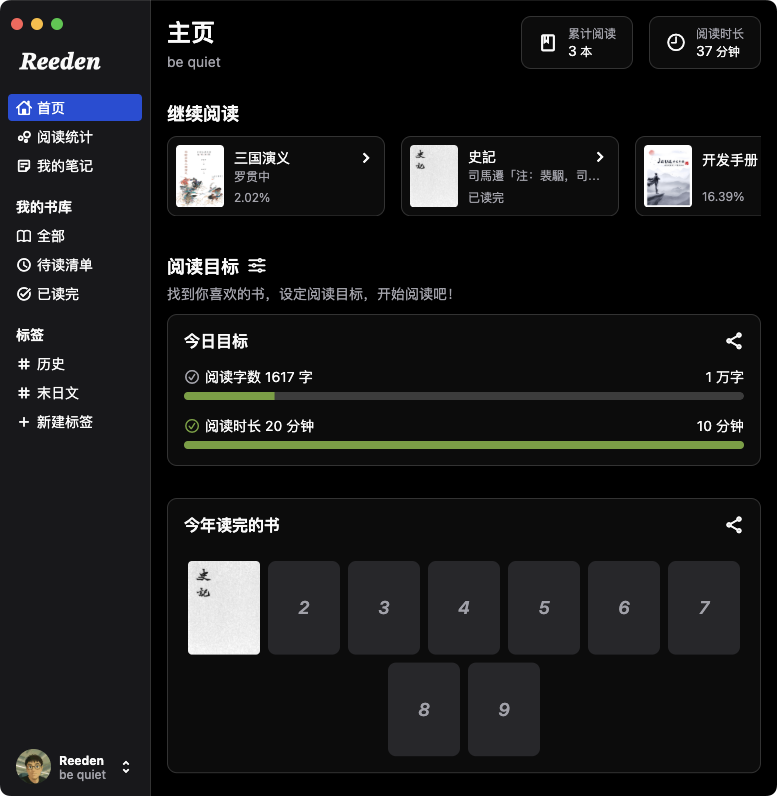 Reeden
首页
阅读统计
我的笔记
我的书库
全部
待读清单
已读完
标签
# 历史
# 末日文
+ 新建标签
Reeden
be quiet
主页
be quiet
累计阅读
3 本
阅读时长
37 分钟
继续阅读
三国演义
罗贯中
2.02%
史記
史記
司馬遷「注：裴駰，司...
已读完
Java
开发手册
16.39%
阅读目标
找到你喜欢的书，设定阅读目标，开始阅读吧！
今日目标
阅读字数 1617 字
1 万字
阅读时长 20 分钟
10 分钟
今年读完的书
史記
2
3
4
5
6
7
8
9